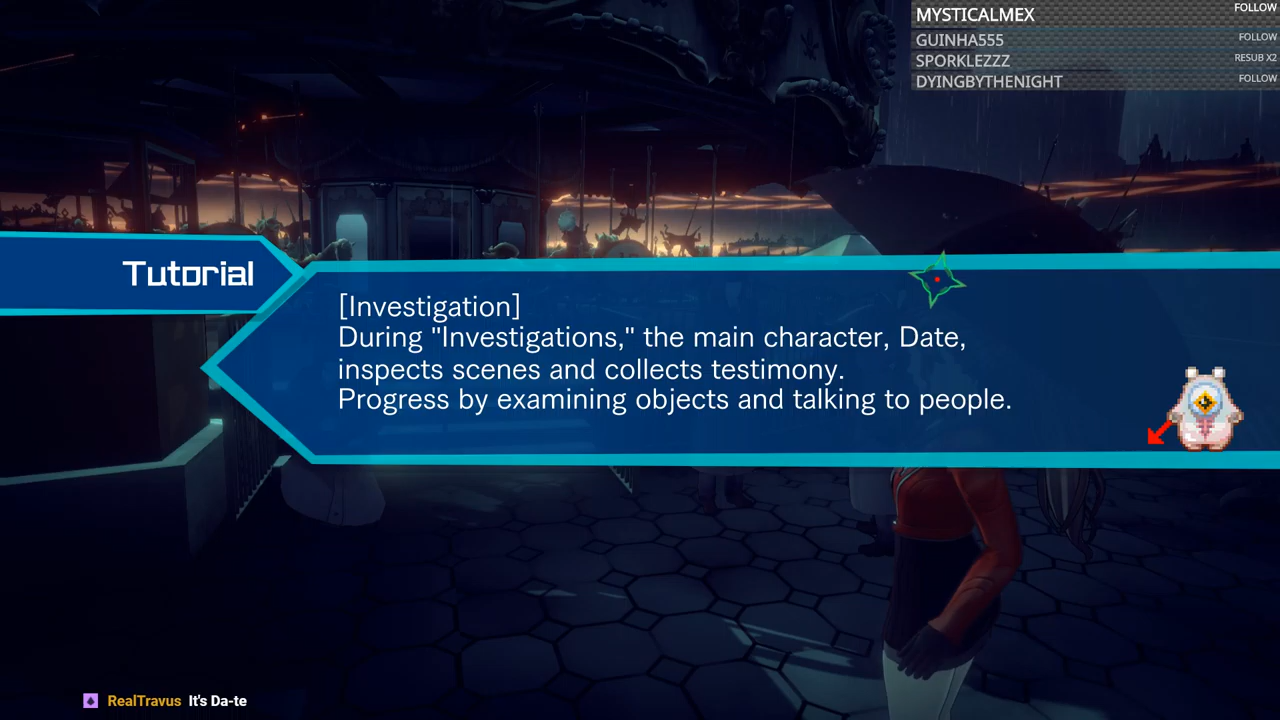 MYSTICALMEX FOLLOW
GUINHA555 FOLLOW
SPORKLEZZZ RESUB X2
DYINGBYTHENIGHT FOLLOW
Tutorial
[Investigation]
During "Investigations," the main character, Date,
inspects scenes and collects testimony.
Progress by examining objects and talking to people.
RealTravus It's Da-te